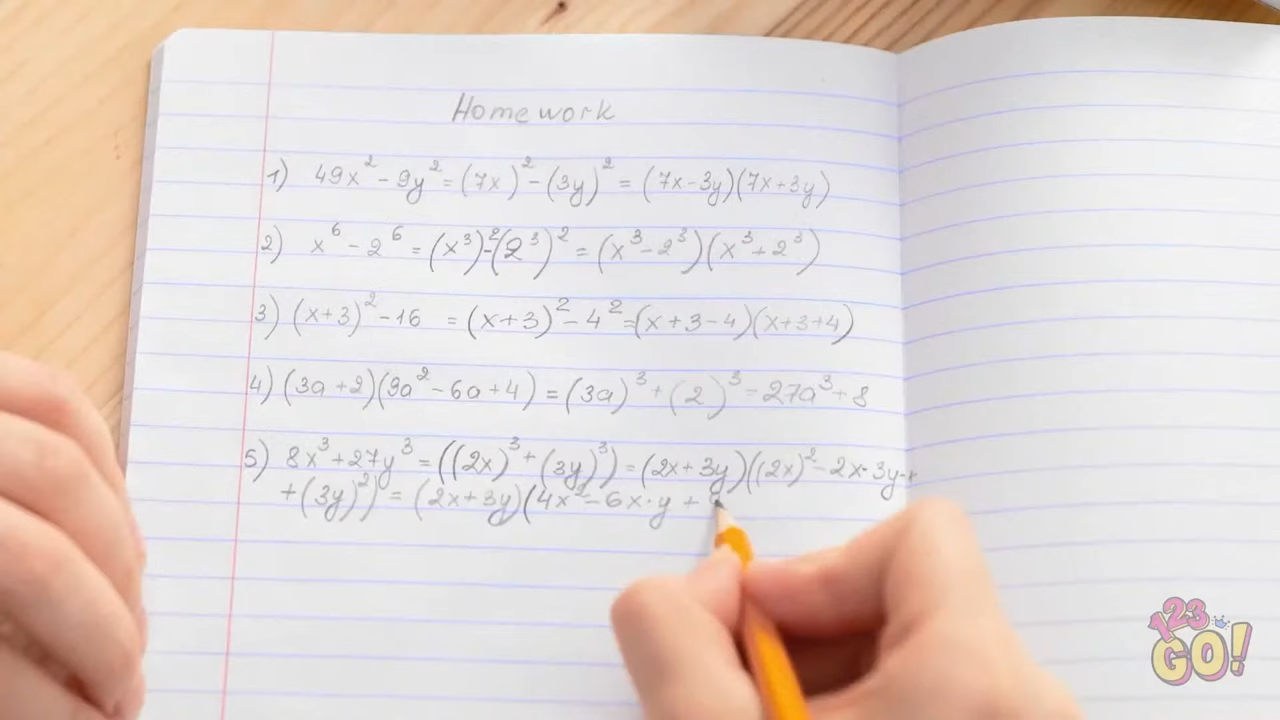 Homework
1) 49x² - 9y² = (7x)² - (3y)² = (7x-3y)(7x+3y)
2) x⁶ - 2⁶ = (x³)² - (2³)² = (x³ - 2³)(x³ + 2³)
3) (x+3)² - 16 = (x+3)² - 4² = (x+3-4)(x+3+4)
4) (3a+2)(9a² - 6a + 4) = (3a)³ + (2)³ = 27a³ + 8
5) 8x³ + 27y³ = ((2x)³ + (3y)³) = (2x+3y)((2x)² - 2x·3y +
+ (3y)²) = (2x+3y)(4x² - 6x·y +
123
GO!